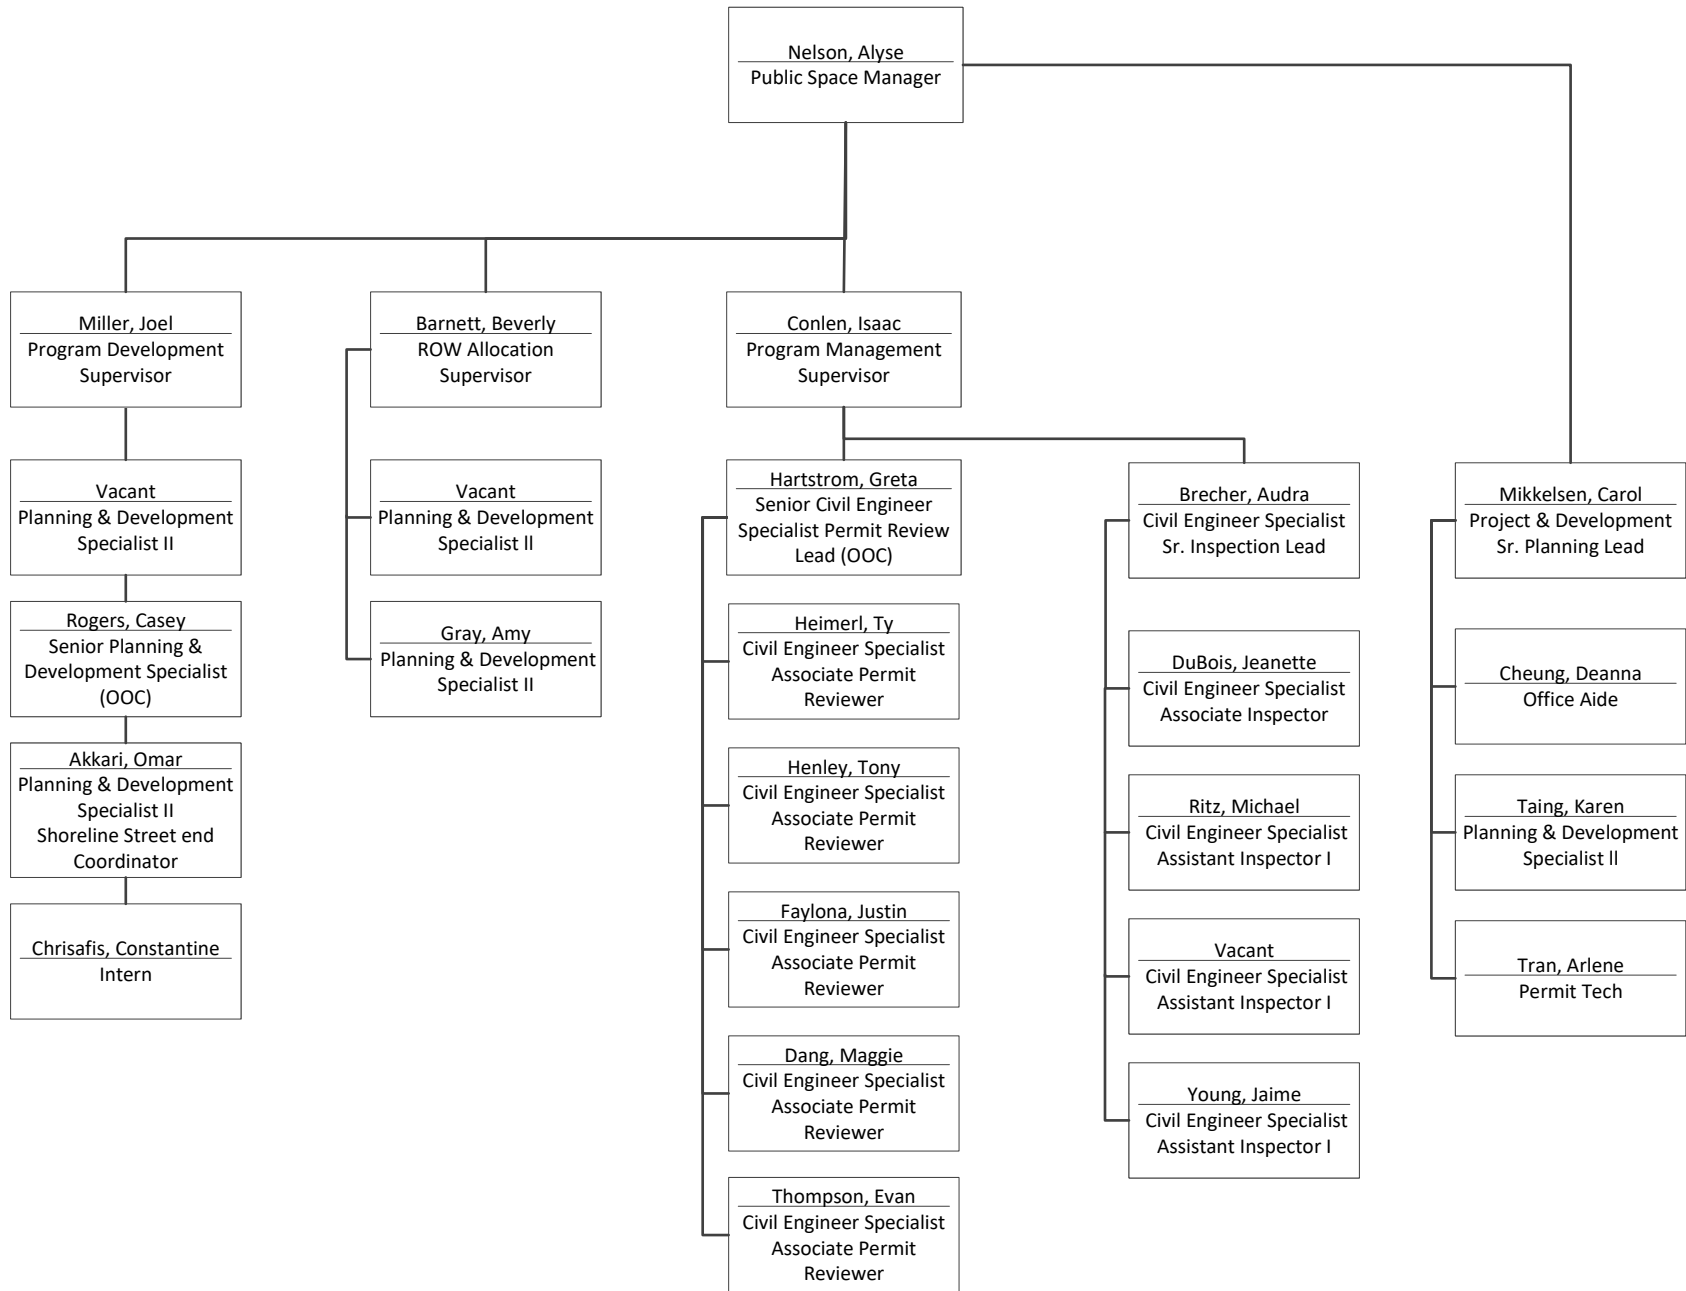 Nelson, Alyse
Public Space Manager
Miller, Joel
Program Development
Supervisor
Barnett, Beverly
ROW Allocation
Supervisor
Conlen, Isaac
Program Management
Supervisor
Vacant
Planning & Development
Specialist II
Rogers, Casey
Senior Planning &
Development Specialist
(OOC)
Akkari, Omar
Planning & Development
Specialist II
Shoreline Street end
Coordinator
Chrisafis, Constantine
Intern
Vacant
Planning & Development
Specialist ll
Gray, Amy
Planning & Development
Specialist II
Hartstrom, Greta
Senior Civil Engineer
Specialist Permit Review
Lead (OOC)
Heimerl, Ty
Civil Engineer Specialist
Associate Permit
Reviewer
Henley, Tony
Civil Engineer Specialist
Associate Permit
Reviewer
Faylona, Justin
Civil Engineer Specialist
Associate Permit
Reviewer
Dang, Maggie
Civil Engineer Specialist
Associate Permit
Reviewer
Thompson, Evan
Civil Engineer Specialist
Associate Permit
Reviewer
Brecher, Audra
Civil Engineer Specialist
Sr. Inspection Lead
DuBois, Jeanette
Civil Engineer Specialist
Associate Inspector
Ritz, Michael
Civil Engineer Specialist
Assistant Inspector I
Vacant
Civil Engineer Specialist
Assistant Inspector I
Young, Jaime
Civil Engineer Specialist
Assistant Inspector I
Mikkelsen, Carol
Project & Development
Sr. Planning Lead
Cheung, Deanna
Office Aide
Taing, Karen
Planning & Development
Specialist ll
Tran, Arlene
Permit Tech